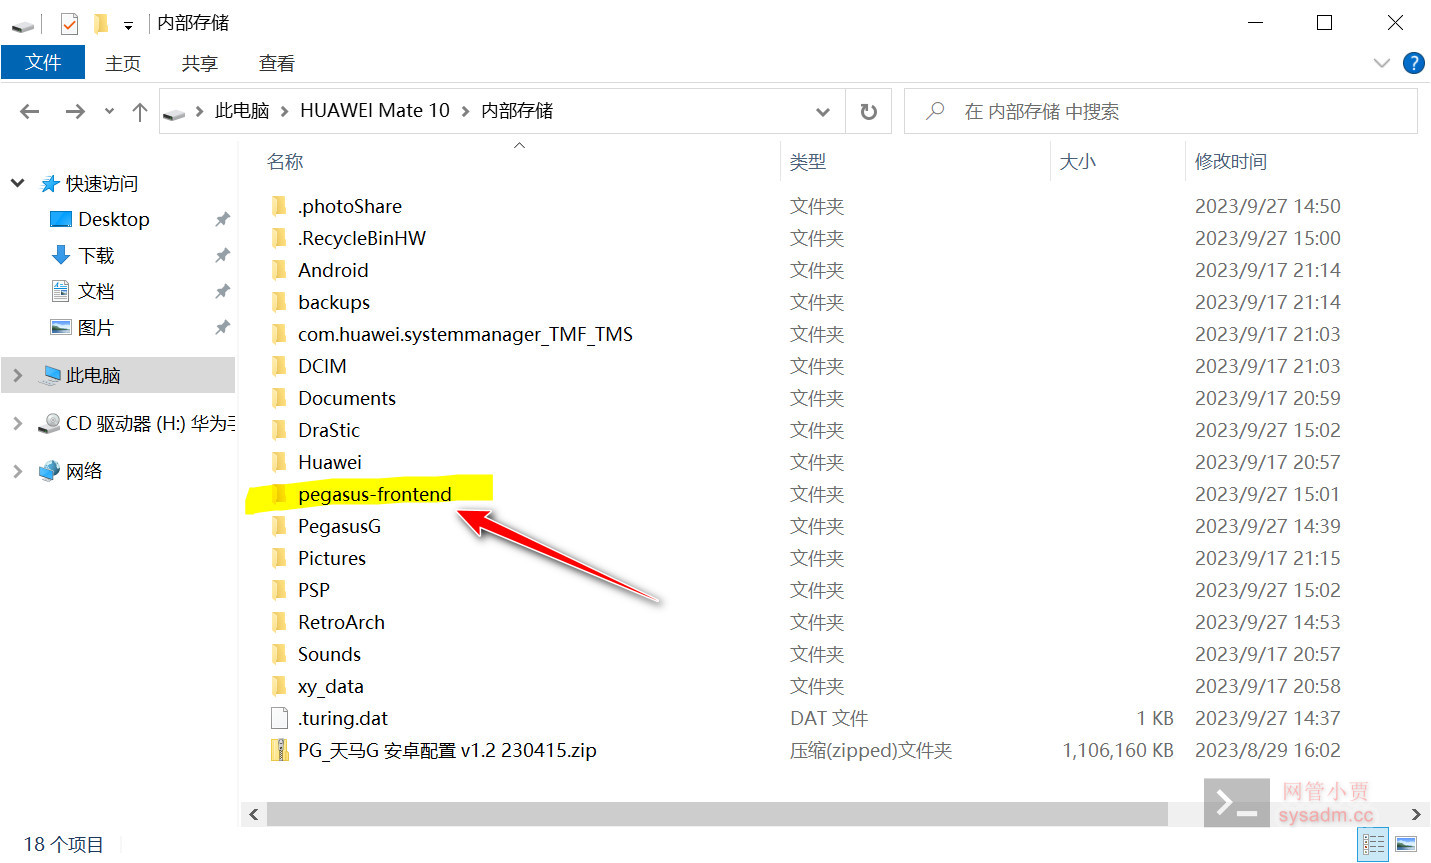 内部存储
文件 主页 共享 查看
此电脑 HUAWEI Mate 10 内部存储
在 内部存储 中搜索
名称 类型 大小 修改时间
快速访问
Desktop
下载
文档
图片
此电脑
CD 驱动器 (H:) 华为手
网络
.photoShare 文件夹 2023/9/27 14:50
.RecycleBinHW 文件夹 2023/9/27 15:00
Android 文件夹 2023/9/17 21:14
backups 文件夹 2023/9/17 21:14
com.huawei.systemmanager_TMF_TMS 文件夹 2023/9/17 21:03
DCIM 文件夹 2023/9/17 21:03
Documents 文件夹 2023/9/17 20:59
DraStic 文件夹 2023/9/27 15:02
Huawei 文件夹 2023/9/17 20:57
pegasus-frontend 文件夹 2023/9/27 15:01
PegasusG 文件夹 2023/9/27 14:39
Pictures 文件夹 2023/9/17 21:15
PSP 文件夹 2023/9/27 15:02
RetroArch 文件夹 2023/9/27 14:53
Sounds 文件夹 2023/9/17 20:57
xy_data 文件夹 2023/9/17 20:58
.turing.dat DAT 文件 1 KB 2023/9/27 14:37
PG_天马G 安卓配置 v1.2 230415.zip 压缩(zipped)文件夹 1,106,160 KB 2023/8/29 16:02
网管小贾
sysadm.cc
18 个项目